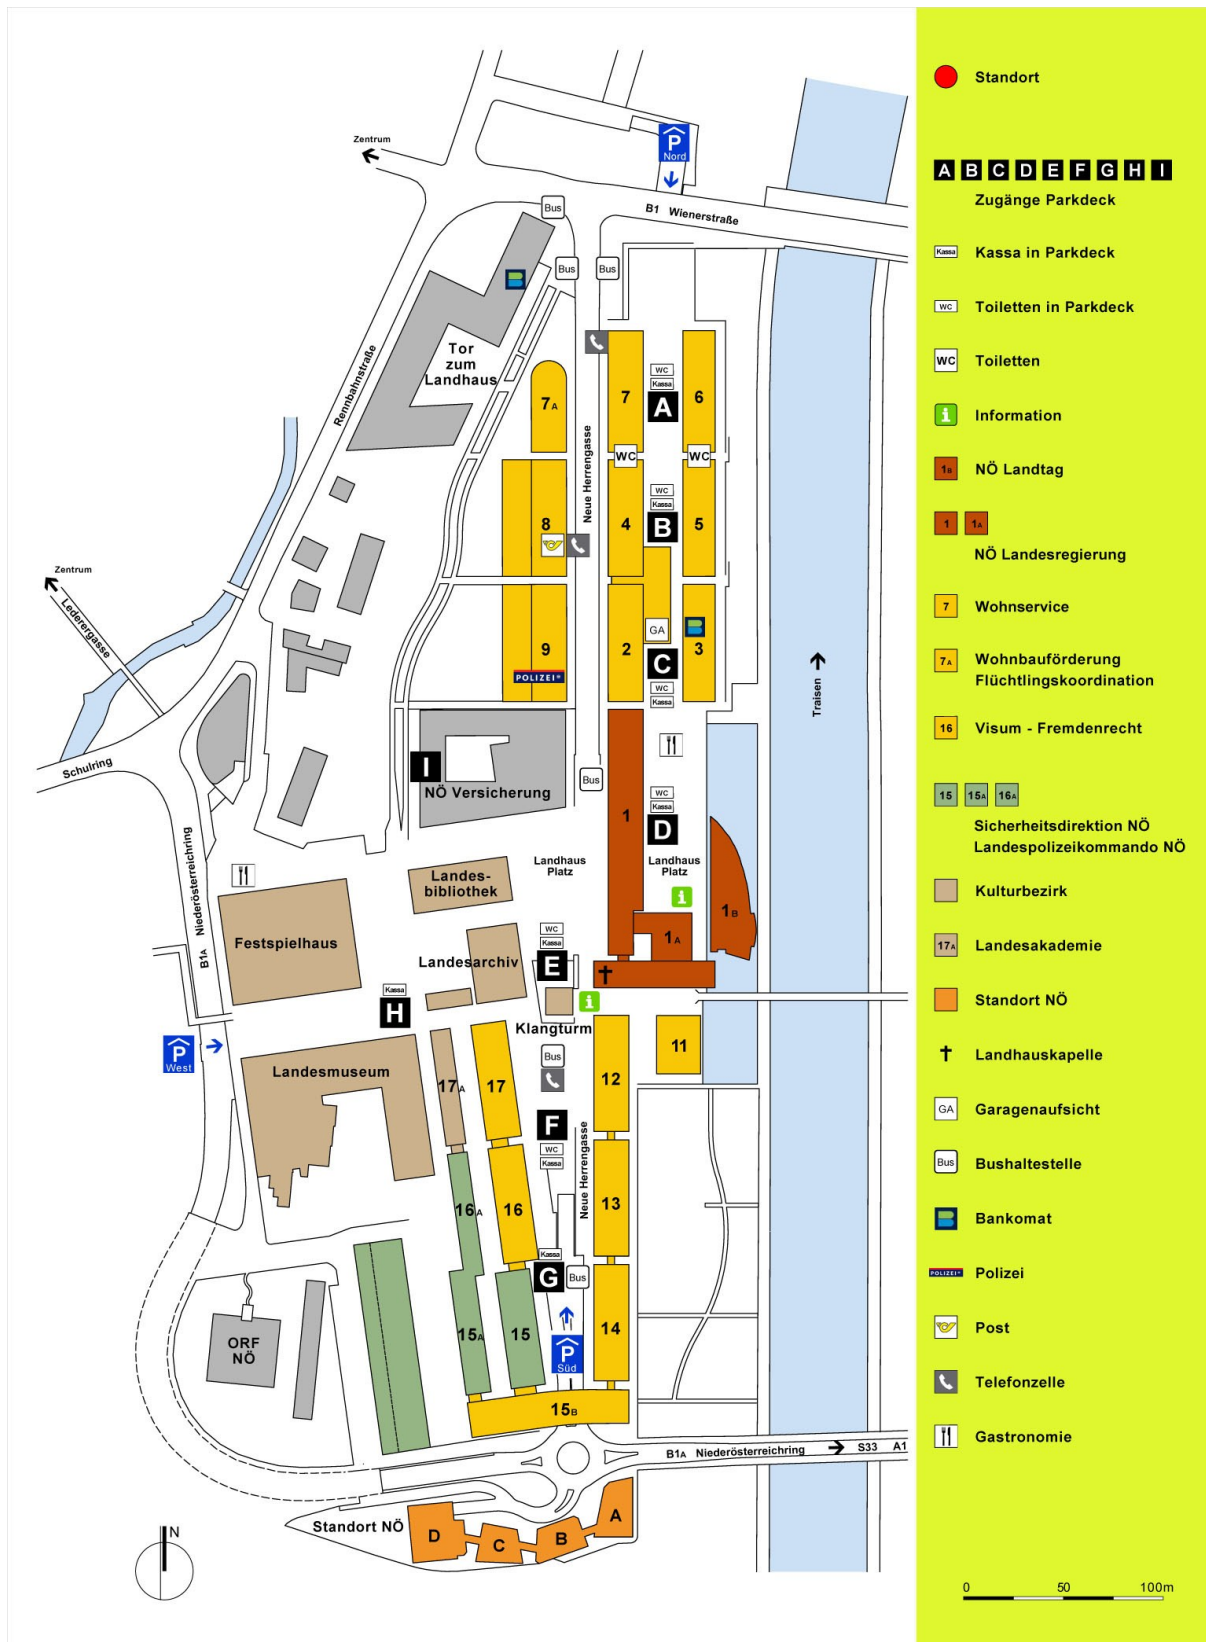 Zentrum
P
Nord
Bus
B1 Wienerstraße
Bus
Bus
Tor
zum
Landhaus
Rennbahnstraße
7A
7
WC
Kassa
A
6
WC
WC
Neue Herrengasse
8
4
WC
Kassa
B
5
Zentrum
Lederergasse
9
POLIZEI
2
GA
C
3
WC
Kassa
Traisen
Schulring
I
NÖ Versicherung
Bus
1
WC
Kassa
D
Landhaus
Platz
Landhaus
Platz
i
1B
1A
B1A Niederösterreichring
Landes-
bibliothek
Festspielhaus
Landesarchiv
WC
Kassa
E
Kassa
H
i
Klangturm
P
West
Landesmuseum
17A
17
Bus
12
11
F
WC
Kassa
Neue Herrengasse
16A
16
13
Kassa
G
Bus
ORF
NÖ
15A
15
P
Süd
14
15B
B1A Niederösterreichring
S33 A1
Standort NÖ
D
C
B
A
N
Standort
A B C D E F G H I
Zugänge Parkdeck
Kassa Kassa in Parkdeck
WC Toiletten in Parkdeck
WC Toiletten
i Information
1B NÖ Landtag
1 1A
NÖ Landesregierung
7 Wohnservice
7A Wohnbauförderung
Flüchtlingskoordination
16 Visum - Fremdenrecht
15 15A 16A
Sicherheitsdirektion NÖ
Landespolizeikommando NÖ
Kulturbezirk
17A Landesakademie
Standort NÖ
Landhauskapelle
GA Garagenaufsicht
Bus Bushaltestelle
Bankomat
POLIZEI Polizei
Post
Telefonzelle
Gastronomie
0 50 100m